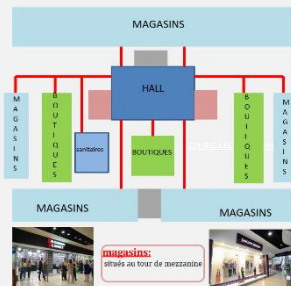 MAGASINS
HALL
MAGASINS
BOUTIQUES
sanitaires
BOUTIQUES
BOUTIQUES
MAGASINS
MAGASINS
MAGASINS
magasins:
situés au tour de mezzanine